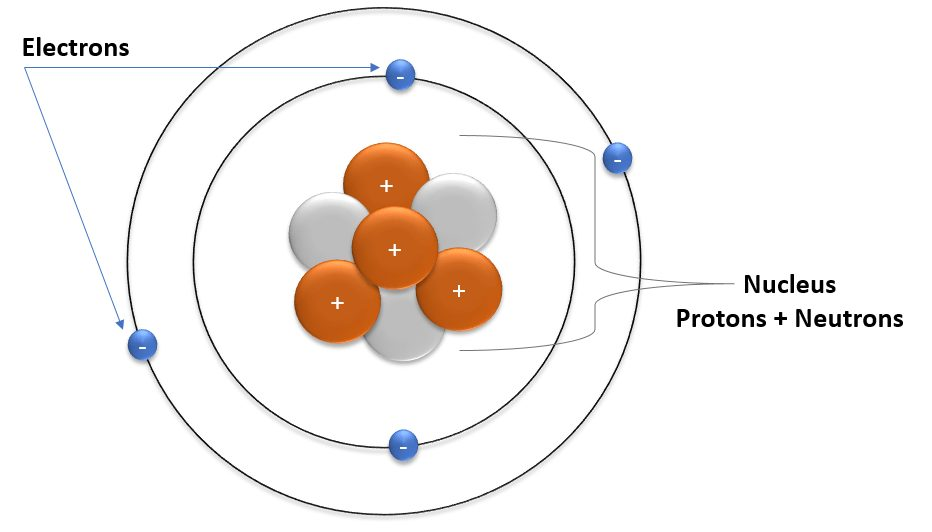 Electrons
-
-
+
+
+
+
Nucleus
Protons + Neutrons
-
-